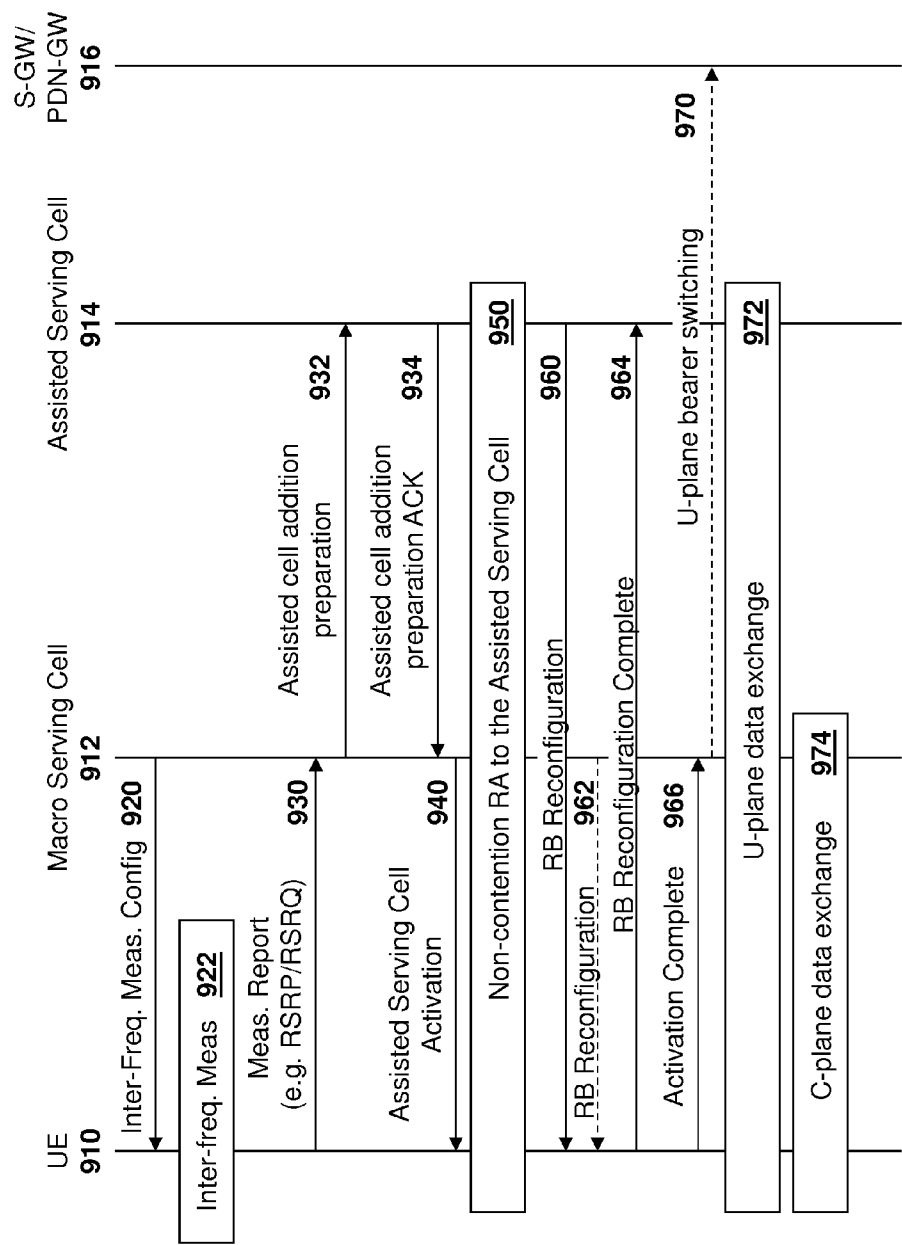 UE
910
Macro Serving Cell
912
Assisted Serving Cell
914
S-GW/
PDN-GW
916
Inter-Freq. Meas. Config 920
Inter-freq. Meas 922
Meas. Report
(e.g. RSRP/RSRQ)
930
Assisted cell addition
preparation
932
Assisted cell addition
preparation ACK
934
Assisted Serving Cell
Activation
940
Non-contention RA to the Assisted Serving Cell 950
RB Reconfiguration
960
RB Reconfiguration
962
RB Reconfiguration Complete
964
Activation Complete
966
U-plane bearer switching
970
U-plane data exchange 972
C-plane data exchange 974